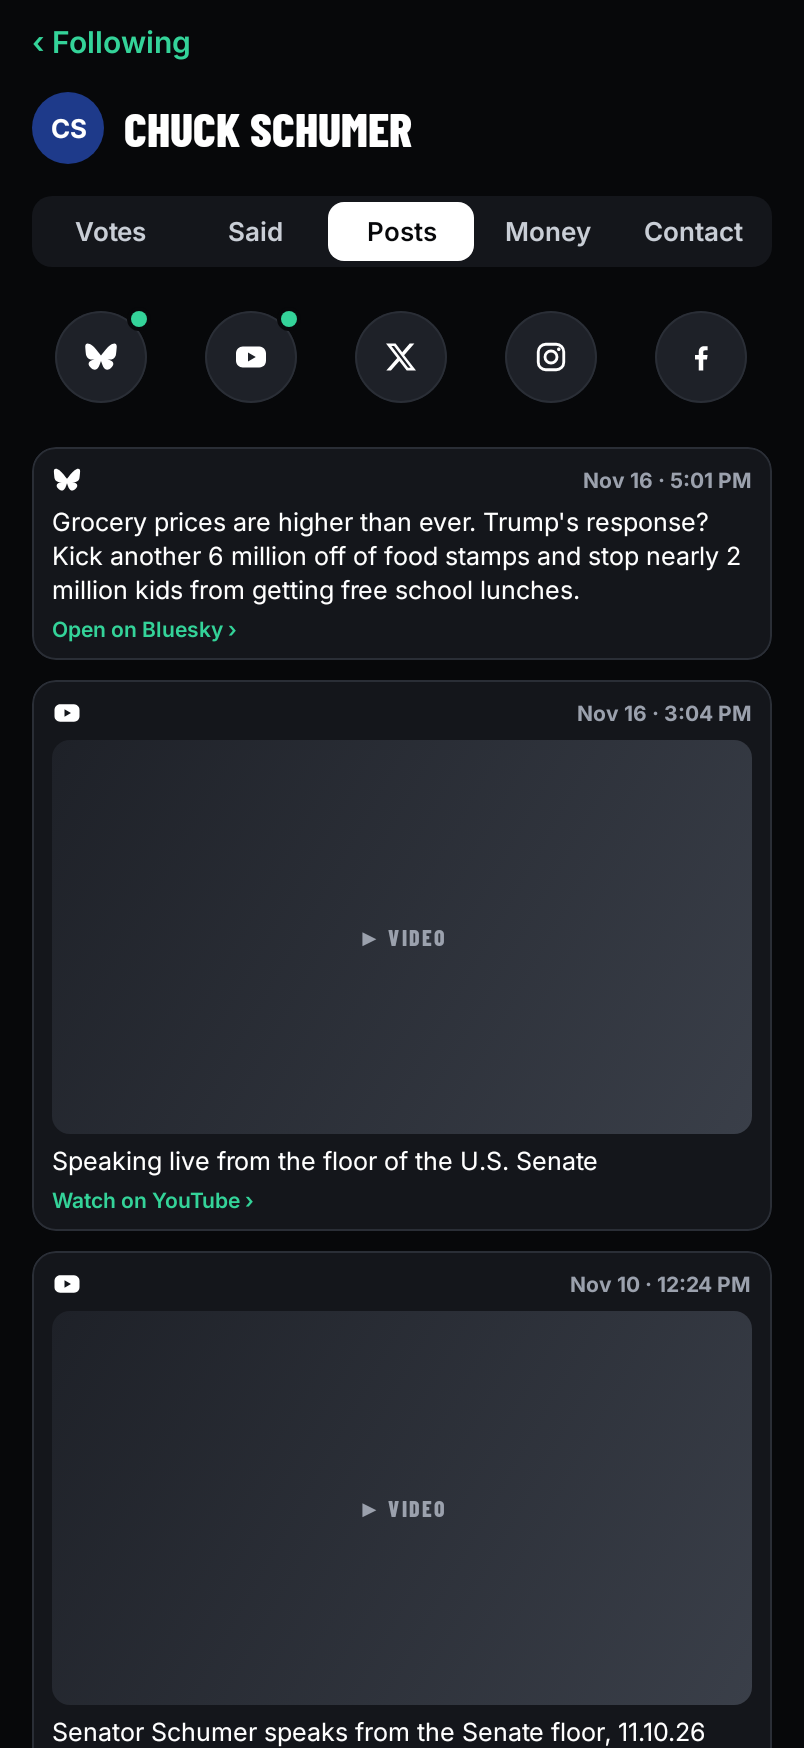 ‹ Following
CS
CHUCK SCHUMER
Votes Said Posts Money Contact
Nov 16 · 5:01 PM
Grocery prices are higher than ever. Trump's response?
Kick another 6 million off of food stamps and stop nearly 2
million kids from getting free school lunches.
Open on Bluesky ›
Nov 16 · 3:04 PM
▶ VIDEO
Speaking live from the floor of the U.S. Senate
Watch on YouTube ›
Nov 10 · 12:24 PM
▶ VIDEO
Senator Schumer speaks from the Senate floor, 11.10.26